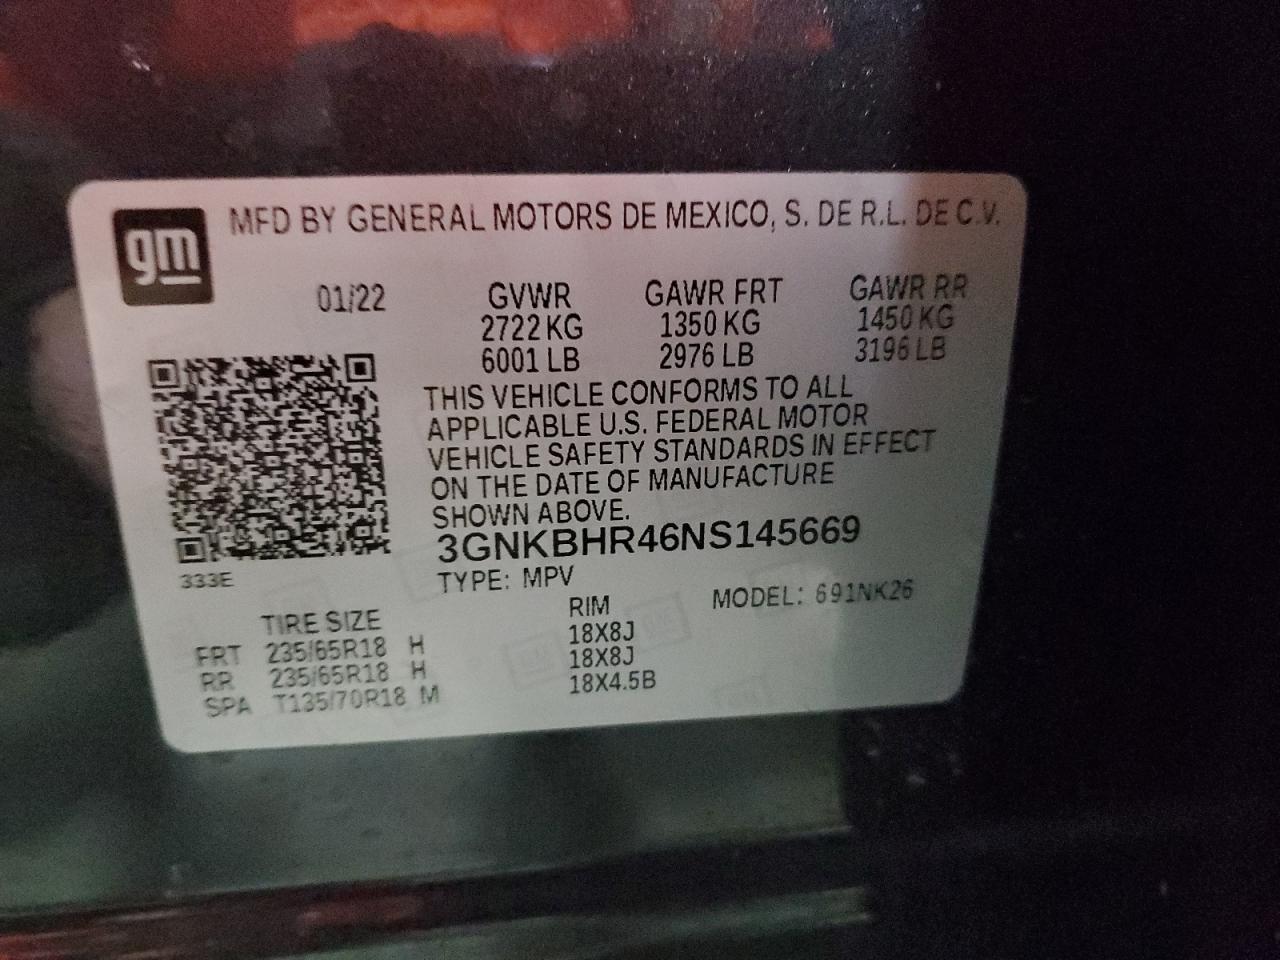 gm
MFD BY GENERAL MOTORS DE MEXICO, S. DE R.L. DE C.V.
01/22 GVWR GAWR FRT GAWR RR
2722 KG 1350 KG 1450 KG
6001 LB 2976 LB 3196 LB
THIS VEHICLE CONFORMS TO ALL
APPLICABLE U.S. FEDERAL MOTOR
VEHICLE SAFETY STANDARDS IN EFFECT
ON THE DATE OF MANUFACTURE
SHOWN ABOVE.
3GNKBHR46NS145669
333E TYPE: MPV MODEL: 691NK26
TIRE SIZE RIM
FRT 235/65R18 H 18X8J
RR 235/65R18 H 18X8J
SPA T135/70R18 M 18X4.5B